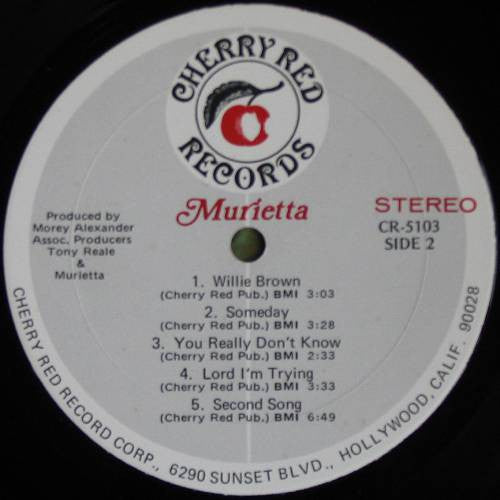 CHERRY RED
RECORDS
Murietta
STEREO
CR-5103
SIDE 2
Produced by
Morey Alexander
Assoc. Producers
Tony Reale
&
Murietta
1. Willie Brown
(Cherry Red Pub.) BMI 3:03
2. Someday
(Cherry Red Pub.) BMI 3:28
3. You Really Don't Know
(Cherry Red Pub.) BMI 2:33
4. Lord I'm Trying
(Cherry Red Pub.) BMI 3:33
5. Second Song
(Cherry Red Pub.) BMI 6:49
CHERRY RED RECORD CORP., 6290 SUNSET BLVD., HOLLYWOOD, CALIF. 90028